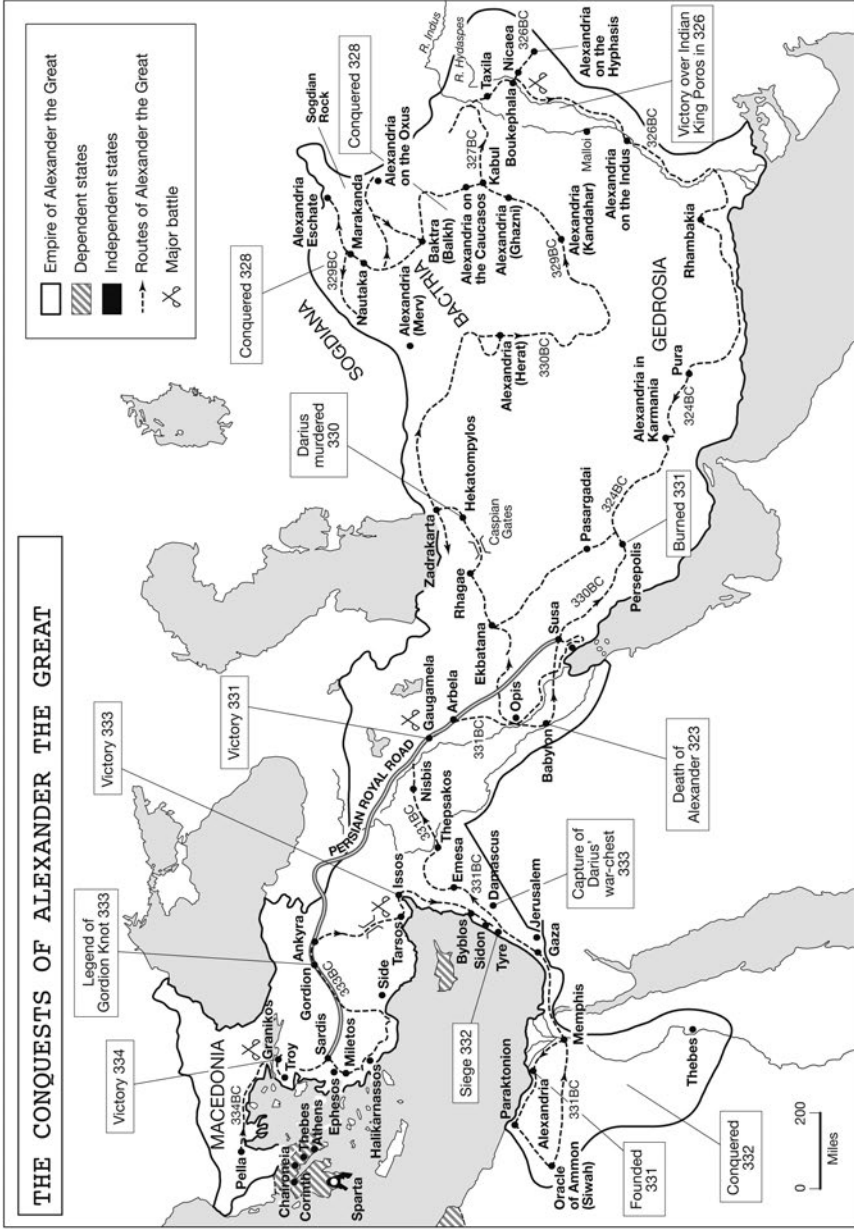 THE CONQUESTS OF ALEXANDER THE GREAT
Empire of Alexander the Great
Dependent states
Independent states
Routes of Alexander the Great
Major battle
Victory 334
Legend of
Gordion Knot 333
Victory 333
Victory 331
Darius
murdered
330
Conquered 328
Conquered 328
MACEDONIA
334BC
Pella
Granikos
Troy
Chaironeia
Corinth
Thebes
Athens
Sparta
Sardis
Ephesos
Miletos
Halikarnassos
Gordion
Ankyra
333BC
Side
Tarsos
Issos
PERSIAN ROYAL ROAD
Gaugamela
Arbela
Nisbis
331BC
Thepsakos
Emesa
331BC
Damascus
Byblos
Sidon
Tyre
Jerusalem
Gaza
Siege 332
Capture of
Darius'
war-chest
333
Memphis
Paraktonion
Alexandria
331BC
Oracle
of Ammon
(Siwah)
Thebes
Founded
331
Conquered
332
200
Miles
0
331BC
Opis
Babylon
Death of
Alexander 323
Susa
Ekbatana
Rhagae
Caspian
Gates
Hekatompylos
Zadrakarta
Pasargadai
330BC
Persepolis
Burned 331
324BC
Alexandria in
Karmania
324BC
Pura
GEDROSIA
Rhambakia
SOGDIANA
Alexandria
(Merv)
BACTRIA
Alexandria
(Herat)
330BC
329BC
Nautaka
Marakanda
Alexandria
Eschate
Sogdian
Rock
Alexandria
on the Oxus
Baktra
(Balkh)
Alexandria on
the Caucasos
Kabul
327BC
Alexandria
(Ghazni)
329BC
Alexandria
(Kandahar)
R. Indus
R. Hydaspes
Taxila
Nicaea
326BC
Boukephala
Alexandria
on the
Hyphasis
Malloi
Alexandria
on the Indus
326BC
Victory over Indian
King Poros in 326